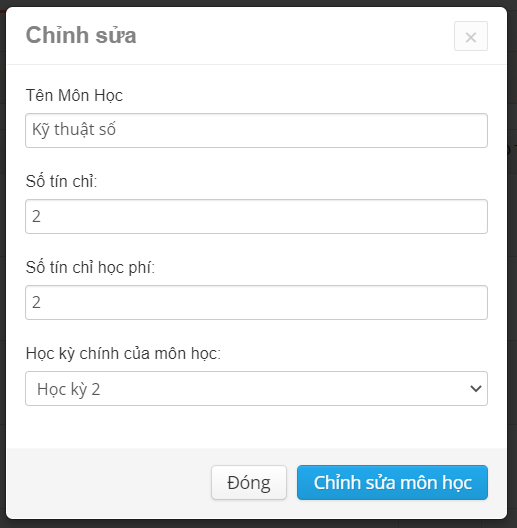 Chỉnh sửa
×
Tên Môn Học
Kỹ thuật số
Số tín chỉ:
2
Số tín chỉ học phí:
2
Học kỳ chính của môn học:
Học kỳ 2
Đóng
Chỉnh sửa môn học